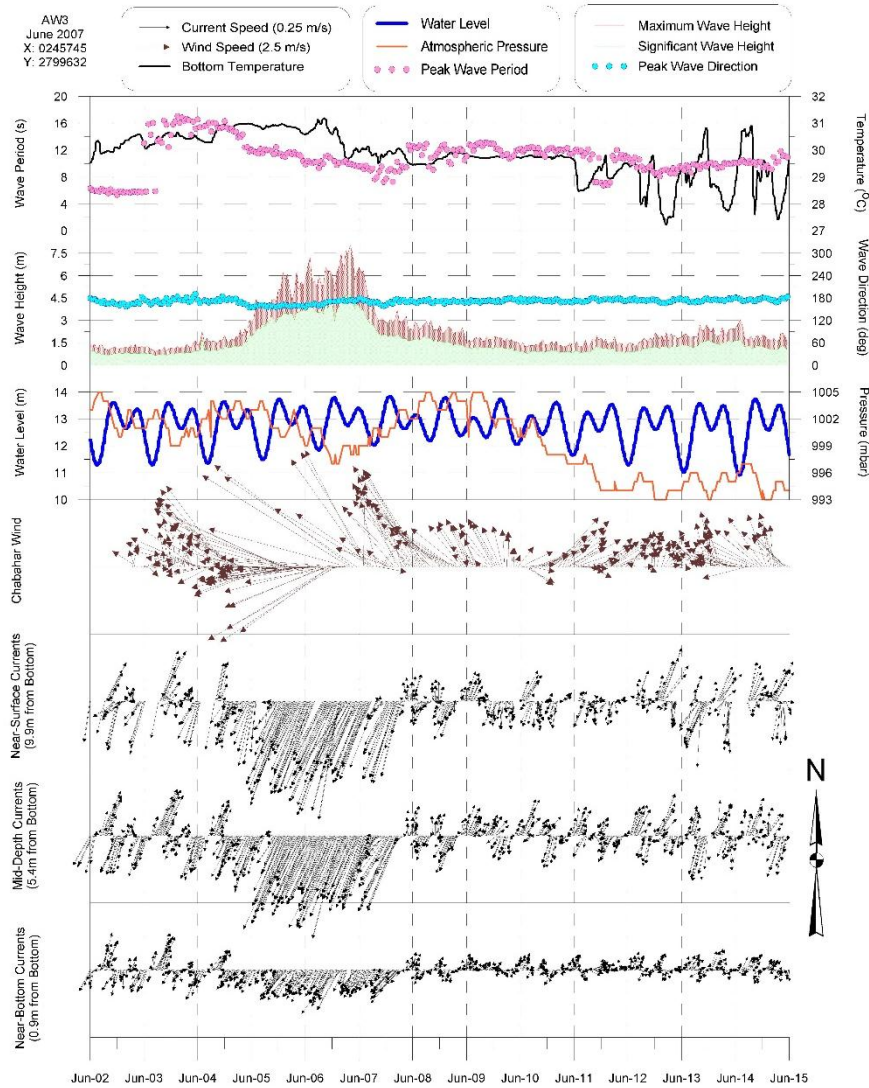 AW3
June 2007
X: 0245745
Y: 2799632
Current Speed (0.25 m/s)
Wind Speed (2.5 m/s)
Bottom Temperature
Water Level
Atmospheric Pressure
Peak Wave Period
Maximum Wave Height
Significant Wave Height
Peak Wave Direction
Wave Period (s)
20
16
12
8
4
0
32
31
30
29
28
27
Temperature (°C)
Wave Height (m)
7.5
6
4.5
3
1.5
0
300
240
180
120
60
0
Wave Direction (deg)
Water Level (m)
14
13
12
11
10
1005
1002
999
996
993
Pressure (mbar)
Chabahar Wind
Near-Surface Currents
(9.9m from Bottom)
Mid-Depth Currents
(5.4m from Bottom)
Near-Bottom Currents
(0.9m from Bottom)
N
Jun-02 Jun-03 Jun-04 Jun-05 Jun-06 Jun-07 Jun-08 Jun-09 Jun-10 Jun-11 Jun-12 Jun-13 Jun-14 Jun-15